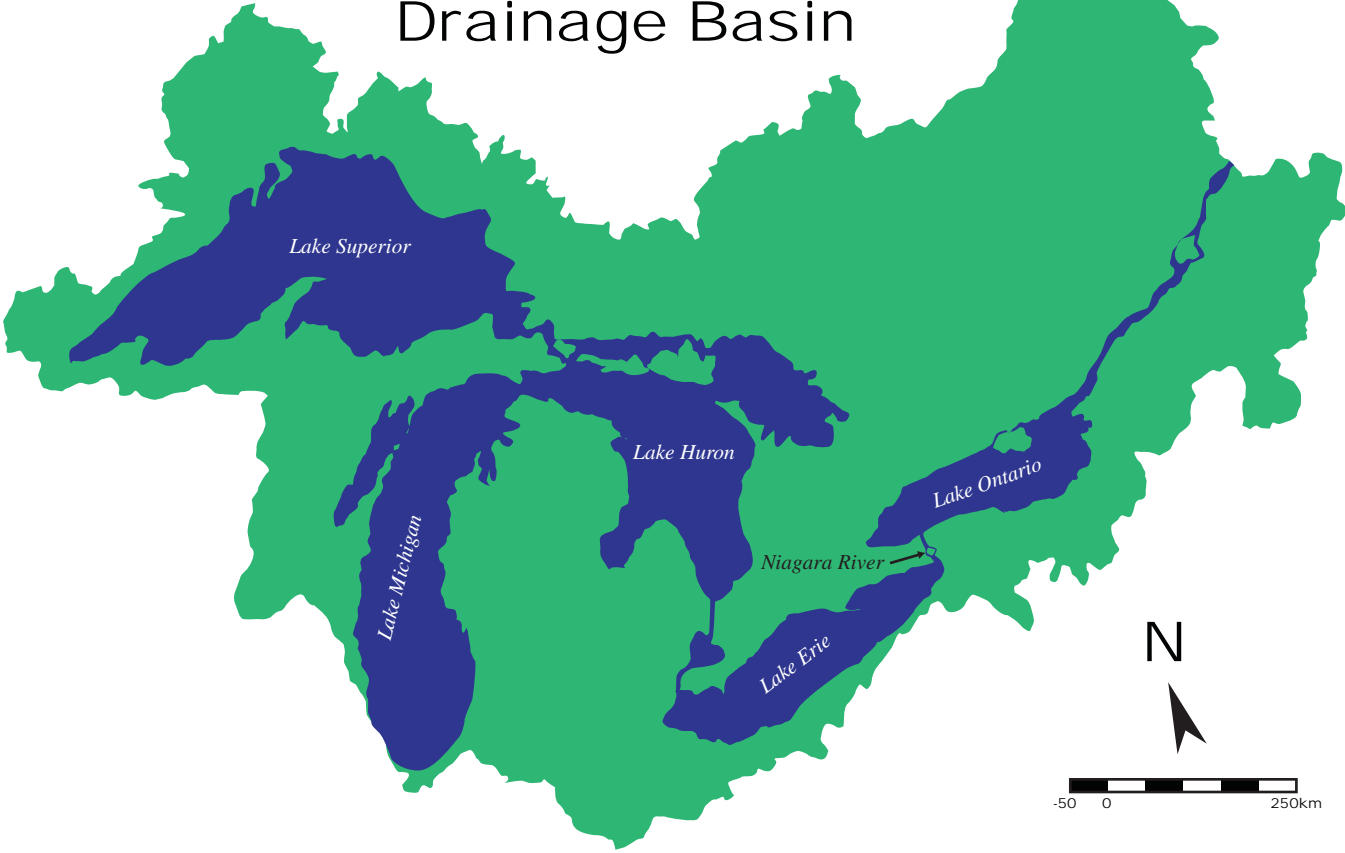 Drainage Basin
Lake Superior
Lake Huron
Lake Ontario
Lake Michigan
Niagara River
Lake Erie
N
-50 0 250km